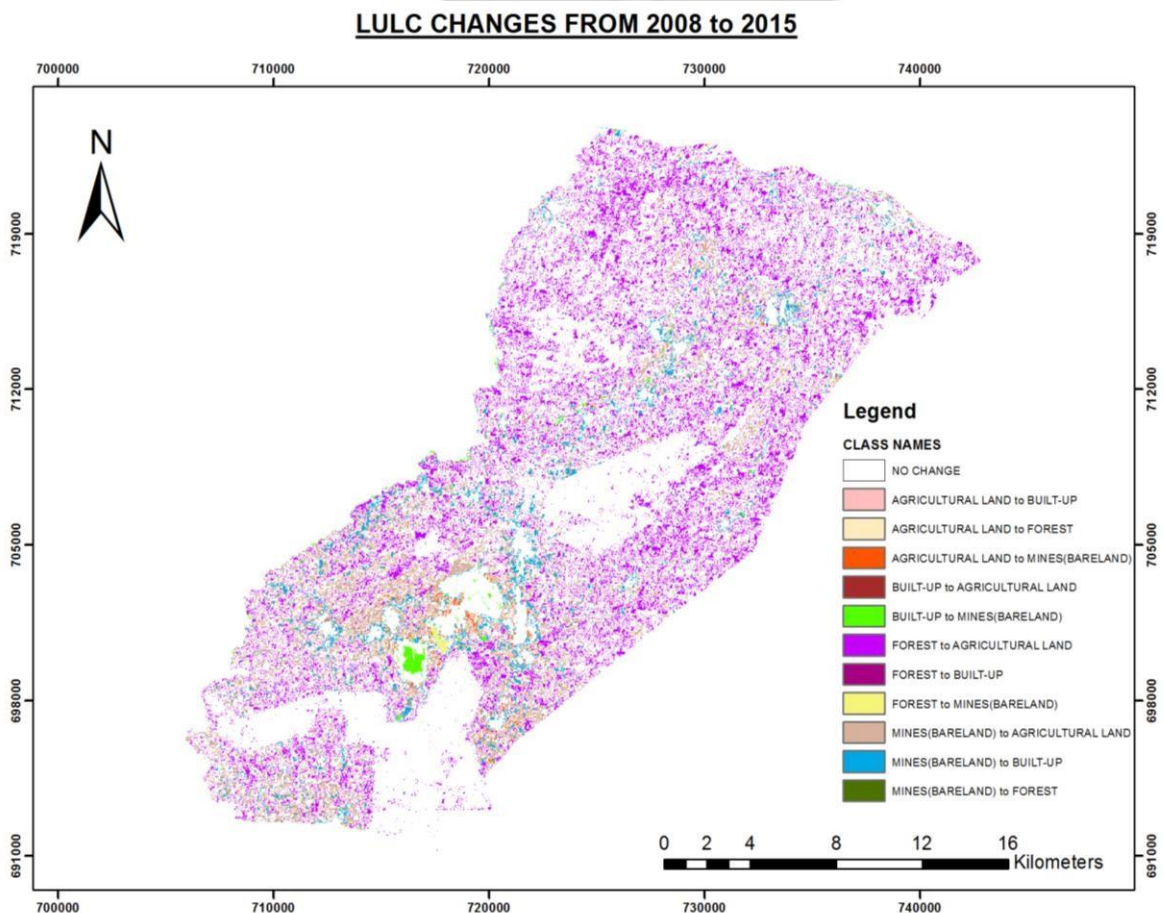 LULC CHANGES FROM 2008 to 2015
700000 710000 720000 730000 740000
N
719000 719000
712000 712000
Legend
CLASS NAMES
NO CHANGE
AGRICULTURAL LAND to BUILT-UP
AGRICULTURAL LAND to FOREST
705000 705000
AGRICULTURAL LAND to MINES(BARELAND)
BUILT-UP to AGRICULTURAL LAND
BUILT-UP to MINES(BARELAND)
FOREST to AGRICULTURAL LAND
FOREST to BUILT-UP
698000 698000
FOREST to MINES(BARELAND)
MINES(BARELAND) to AGRICULTURAL LAND
MINES(BARELAND) to BUILT-UP
MINES(BARELAND) to FOREST
0 2 4 8 12 16
Kilometers
691000 691000
700000 710000 720000 730000 740000